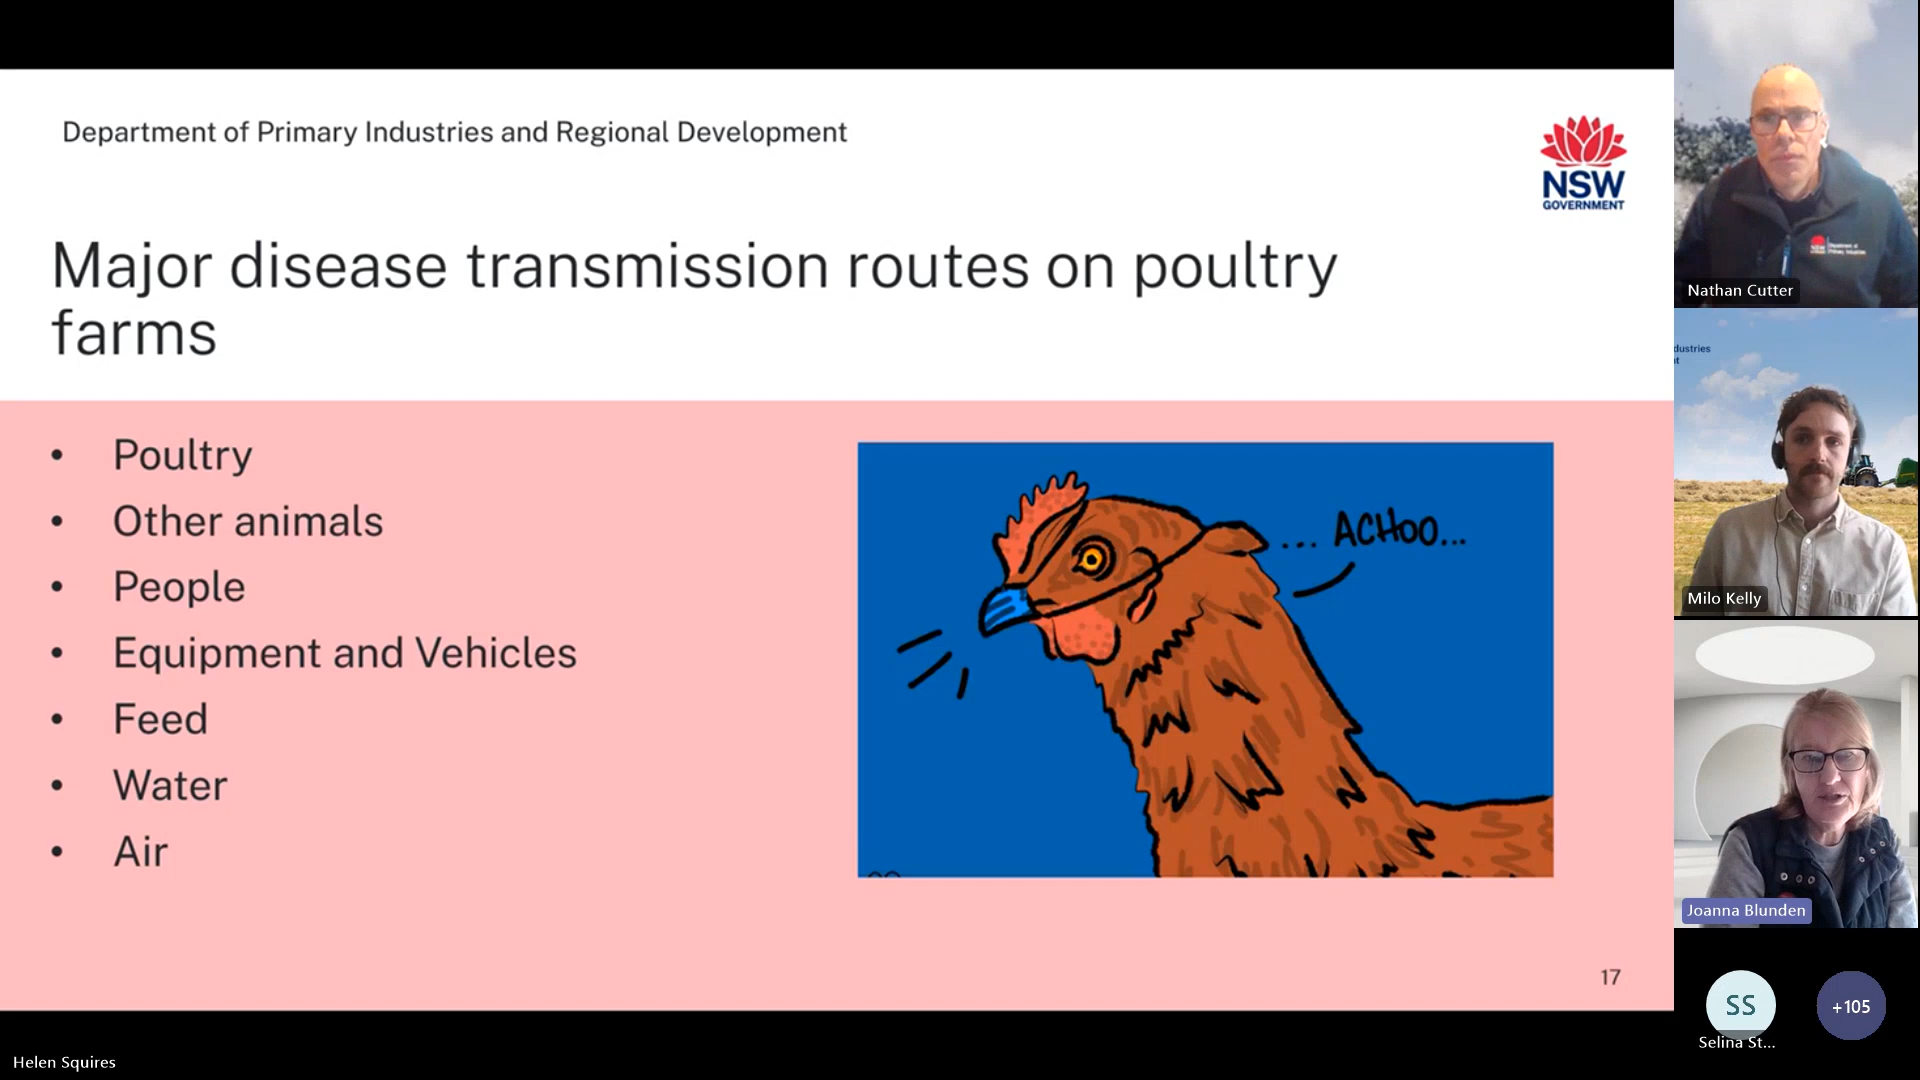 Department of Primary Industries and Regional Development
NSW
GOVERNMENT
Major disease transmission routes on poultry
farms
• Poultry
• Other animals
• People
• Equipment and Vehicles
• Feed
• Water
• Air
... ACHOO...
17
Nathan Cutter
dustries
Milo Kelly
Joanna Blunden
SS
+105
Selina St...
Helen Squires